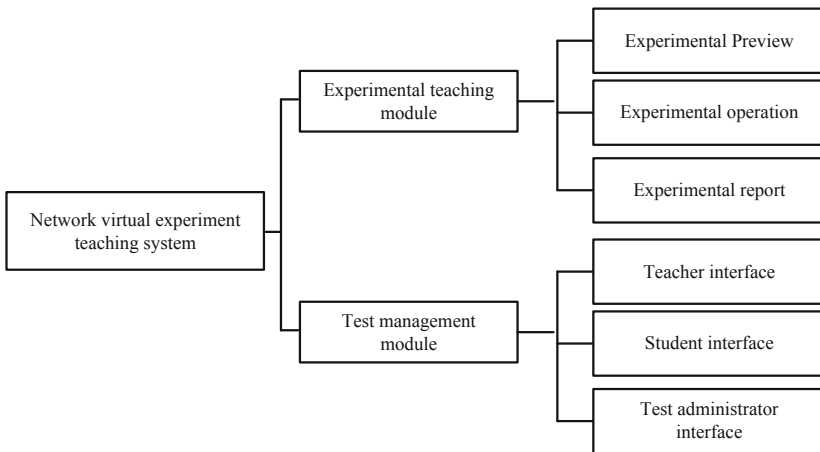 Network virtual experiment
teaching system
Experimental teaching
module
Experimental Preview
Experimental operation
Experimental report
Test management
module
Teacher interface
Student interface
Test administrator
interface